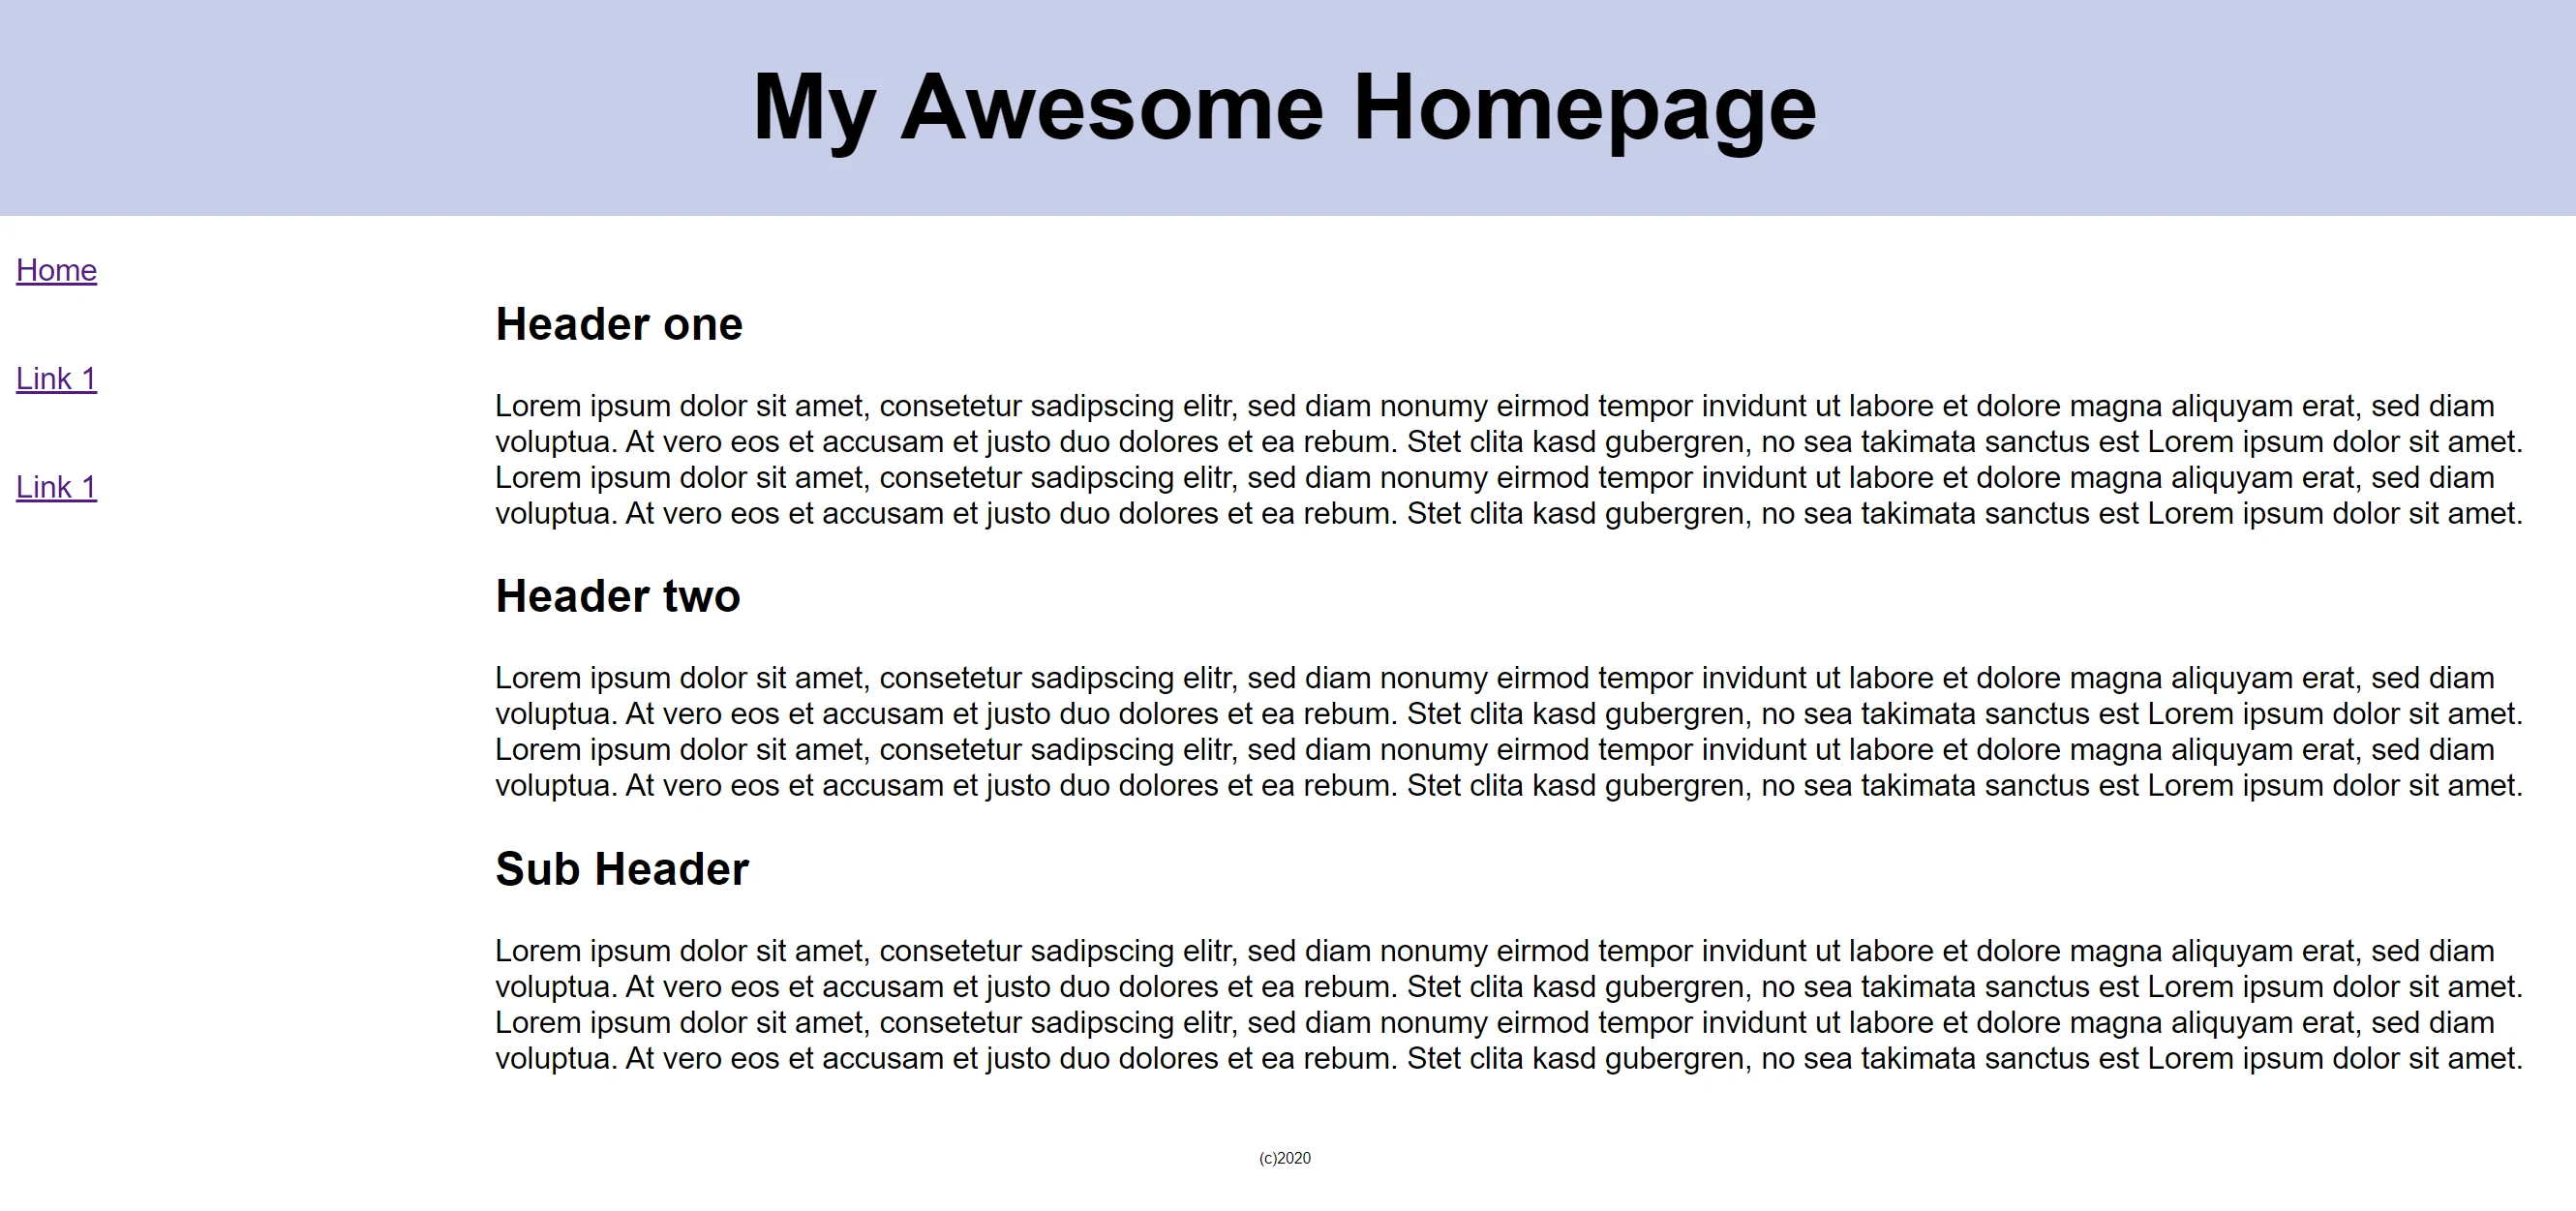 My Awesome Homepage
Home
Link 1
Link 1
Header one
Lorem ipsum dolor sit amet, consetetur sadipscing elitr, sed diam nonumy eirmod tempor invidunt ut labore et dolore magna aliquyam erat, sed diam
voluptua. At vero eos et accusam et justo duo dolores et ea rebum. Stet clita kasd gubergren, no sea takimata sanctus est Lorem ipsum dolor sit amet.
Lorem ipsum dolor sit amet, consetetur sadipscing elitr, sed diam nonumy eirmod tempor invidunt ut labore et dolore magna aliquyam erat, sed diam
voluptua. At vero eos et accusam et justo duo dolores et ea rebum. Stet clita kasd gubergren, no sea takimata sanctus est Lorem ipsum dolor sit amet.
Header two
Lorem ipsum dolor sit amet, consetetur sadipscing elitr, sed diam nonumy eirmod tempor invidunt ut labore et dolore magna aliquyam erat, sed diam
voluptua. At vero eos et accusam et justo duo dolores et ea rebum. Stet clita kasd gubergren, no sea takimata sanctus est Lorem ipsum dolor sit amet.
Lorem ipsum dolor sit amet, consetetur sadipscing elitr, sed diam nonumy eirmod tempor invidunt ut labore et dolore magna aliquyam erat, sed diam
voluptua. At vero eos et accusam et justo duo dolores et ea rebum. Stet clita kasd gubergren, no sea takimata sanctus est Lorem ipsum dolor sit amet.
Sub Header
Lorem ipsum dolor sit amet, consetetur sadipscing elitr, sed diam nonumy eirmod tempor invidunt ut labore et dolore magna aliquyam erat, sed diam
voluptua. At vero eos et accusam et justo duo dolores et ea rebum. Stet clita kasd gubergren, no sea takimata sanctus est Lorem ipsum dolor sit amet.
Lorem ipsum dolor sit amet, consetetur sadipscing elitr, sed diam nonumy eirmod tempor invidunt ut labore et dolore magna aliquyam erat, sed diam
voluptua. At vero eos et accusam et justo duo dolores et ea rebum. Stet clita kasd gubergren, no sea takimata sanctus est Lorem ipsum dolor sit amet.
(c)2020